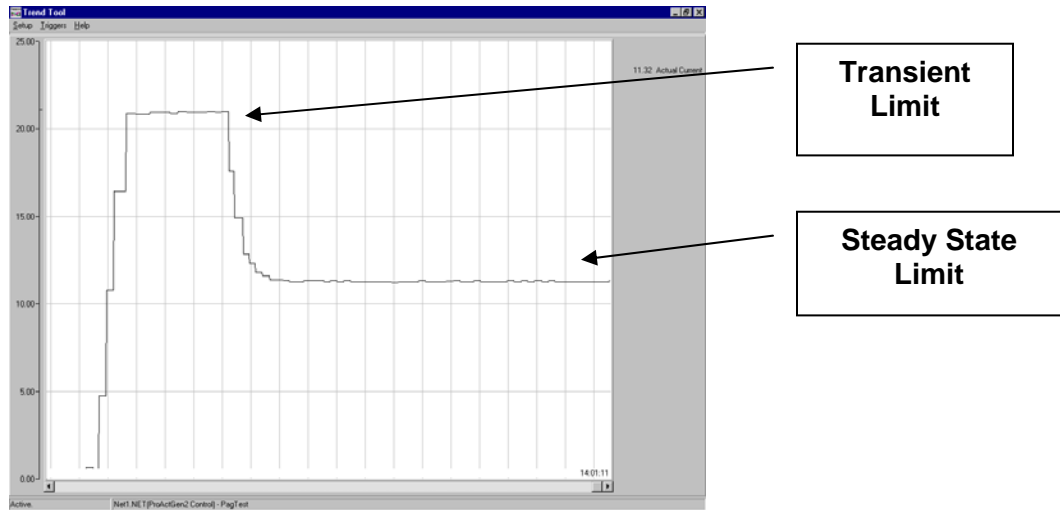 Trend Tool
Setup Triggers Help
25.00
20.00
15.00
10.00
5.00
0.00
11.32 Actual Current
14:01:11
Active.
Net1.NET(ProActGen2 Control) - PagTest
Transient
Limit
Steady State
Limit